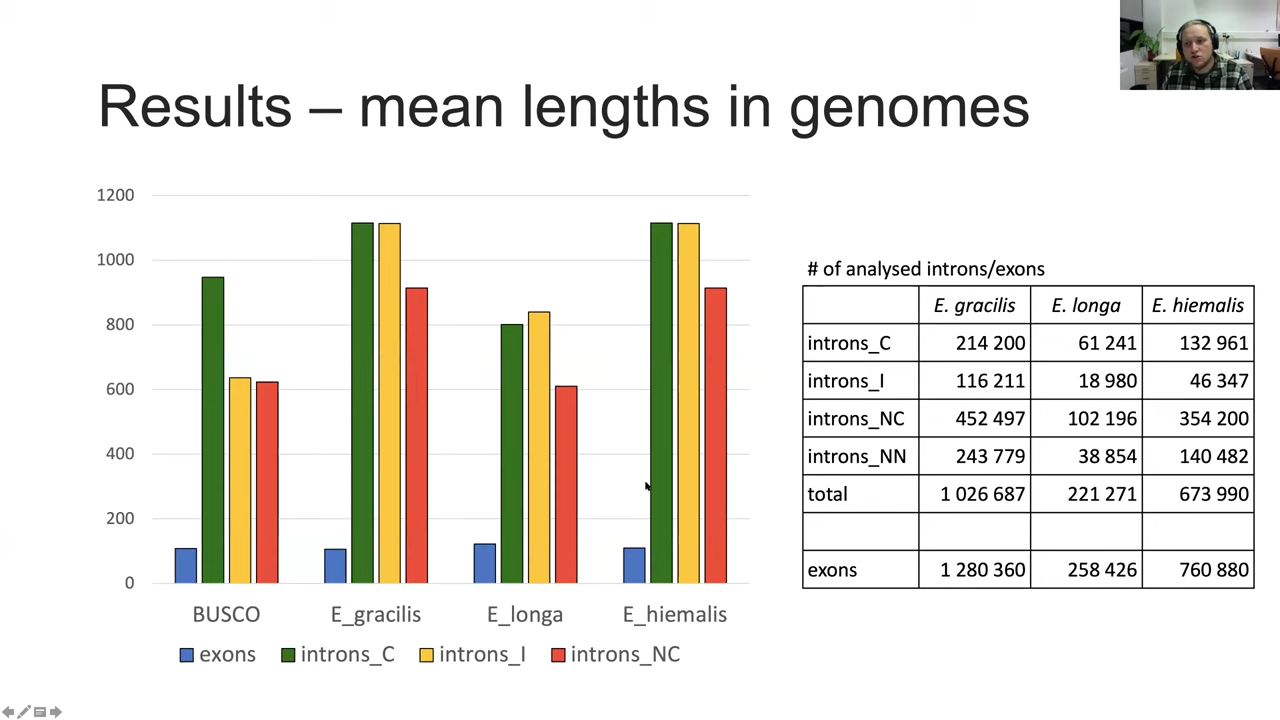 Results – mean lengths in genomes
1200
1000
800
600
400
200
0
BUSCO E_gracilis E_longa E_hiemalis
exons introns_C introns_I introns_NC
# of analysed introns/exons
E. gracilis E. longa E. hiemalis
introns_C 214 200 61 241 132 961
introns_I 116 211 18 980 46 347
introns_NC 452 497 102 196 354 200
introns_NN 243 779 38 854 140 482
total 1 026 687 221 271 673 990
exons 1 280 360 258 426 760 880